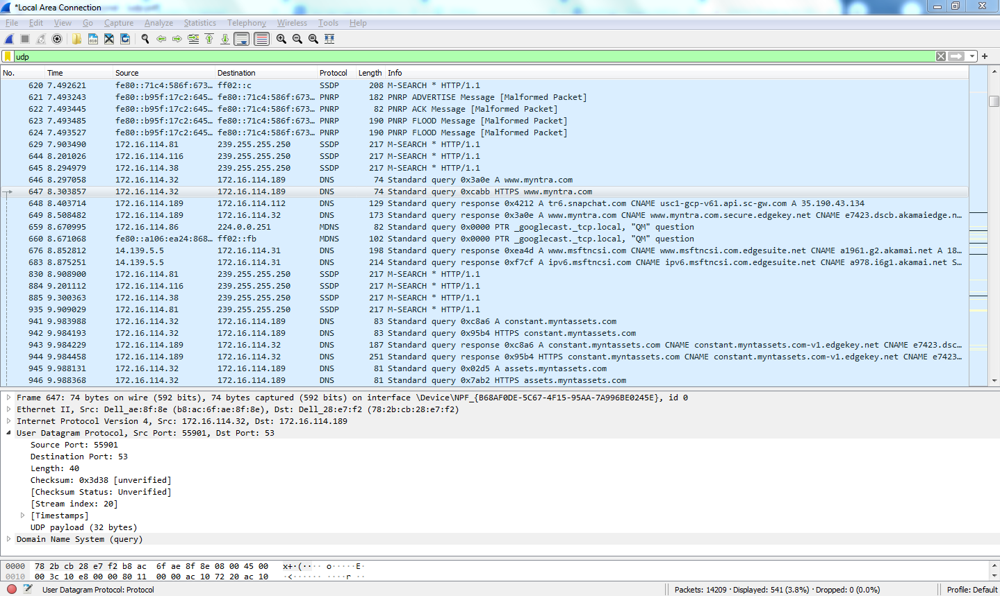 *Local Area Connection
File Edit View Go Capture Analyze Statistics Telephony Wireless Tools Help
udp
No. Time Source Destination Protocol Length Info
620 7.492621 fe80::71c4:586f:673… ff02::c SSDP 208 M-SEARCH * HTTP/1.1
621 7.493243 fe80::b95f:17c2:645… fe80::71c4:586f:673… PNRP 182 PNRP ADVERTISE Message [Malformed Packet]
622 7.493445 fe80::b95f:17c2:645… fe80::71c4:586f:673… PNRP 82 PNRP ACK Message [Malformed Packet]
623 7.493485 fe80::b95f:17c2:645… fe80::71c4:586f:673… PNRP 190 PNRP FLOOD Message [Malformed Packet]
624 7.493527 fe80::b95f:17c2:645… fe80::71c4:586f:673… PNRP 190 PNRP FLOOD Message [Malformed Packet]
629 7.903490 172.16.114.81 239.255.255.250 SSDP 217 M-SEARCH * HTTP/1.1
644 8.201026 172.16.114.116 239.255.255.250 SSDP 217 M-SEARCH * HTTP/1.1
645 8.294979 172.16.114.38 239.255.255.250 SSDP 217 M-SEARCH * HTTP/1.1
646 8.297058 172.16.114.32 172.16.114.189 DNS 74 Standard query 0x3a0e A www.myntra.com
647 8.303857 172.16.114.32 172.16.114.189 DNS 74 Standard query 0xcabb HTTPS www.myntra.com
648 8.403714 172.16.114.189 172.16.114.112 DNS 129 Standard query response 0x4212 A tr6.snapchat.com CNAME usc1-gcp-v61.api.sc-gw.com A 35.190.43.134
649 8.508482 172.16.114.189 172.16.114.32 DNS 173 Standard query response 0x3a0e A www.myntra.com CNAME www.myntra.com.secure.edgekey.net CNAME e7423.dscb.akamaiedge.n…
659 8.670995 172.16.114.86 224.0.0.251 MDNS 82 Standard query 0x0000 PTR _googlecast._tcp.local, "QM" question
660 8.671068 fe80::a106:ea24:868… ff02::fb MDNS 102 Standard query 0x0000 PTR _googlecast._tcp.local, "QM" question
676 8.852812 14.139.5.5 172.16.114.31 DNS 198 Standard query response 0xea4d A www.msftncsi.com CNAME www.msftncsi.com.edgesuite.net CNAME a1961.g2.akamai.net A 18…
683 8.875251 14.139.5.5 172.16.114.31 DNS 214 Standard query response 0xf7cf A ipv6.msftncsi.com CNAME ipv6.msftncsi.com.edgesuite.net CNAME a978.i6g1.akamai.net S…
830 8.908900 172.16.114.81 239.255.255.250 SSDP 217 M-SEARCH * HTTP/1.1
884 9.201112 172.16.114.116 239.255.255.250 SSDP 217 M-SEARCH * HTTP/1.1
885 9.300363 172.16.114.38 239.255.255.250 SSDP 217 M-SEARCH * HTTP/1.1
935 9.909029 172.16.114.81 239.255.255.250 SSDP 217 M-SEARCH * HTTP/1.1
941 9.983988 172.16.114.32 172.16.114.189 DNS 83 Standard query 0xc8a6 A constant.myntassets.com
942 9.984193 172.16.114.32 172.16.114.189 DNS 83 Standard query 0x95b4 HTTPS constant.myntassets.com
943 9.984229 172.16.114.189 172.16.114.32 DNS 187 Standard query response 0xc8a6 A constant.myntassets.com CNAME constant.myntassets.com-v1.edgekey.net CNAME e7423.dsc…
944 9.984458 172.16.114.189 172.16.114.32 DNS 251 Standard query response 0x95b4 HTTPS constant.myntassets.com CNAME constant.myntassets.com-v1.edgekey.net CNAME e7423…
945 9.988131 172.16.114.32 172.16.114.189 DNS 81 Standard query 0x02d5 A assets.myntassets.com
946 9.988368 172.16.114.32 172.16.114.189 DNS 81 Standard query 0x7ab2 HTTPS assets.myntassets.com
Frame 647: 74 bytes on wire (592 bits), 74 bytes captured (592 bits) on interface \Device\NPF_{B68AF0DE-5C67-4F15-95AA-7A996BE0245E}, id 0
Ethernet II, Src: Dell_ae:8f:8e (b8:ac:6f:ae:8f:8e), Dst: Dell_28:e7:f2 (78:2b:cb:28:e7:f2)
Internet Protocol Version 4, Src: 172.16.114.32, Dst: 172.16.114.189
User Datagram Protocol, Src Port: 55901, Dst Port: 53
Source Port: 55901
Destination Port: 53
Length: 40
Checksum: 0x3d38 [unverified]
[Checksum Status: Unverified]
[Stream index: 20]
[Timestamps]
UDP payload (32 bytes)
Domain Name System (query)
0000 78 2b cb 28 e7 f2 b8 ac 6f ae 8f 8e 08 00 45 00 x+·(···· o·····E·
0010 00 3c 10 e8 00 00 80 11 00 00 ac 10 72 20 ac 10 ·<······ ····r ··
User Datagram Protocol: Protocol
Packets: 14209 · Displayed: 541 (3.8%) · Dropped: 0 (0.0%)
Profile: Default